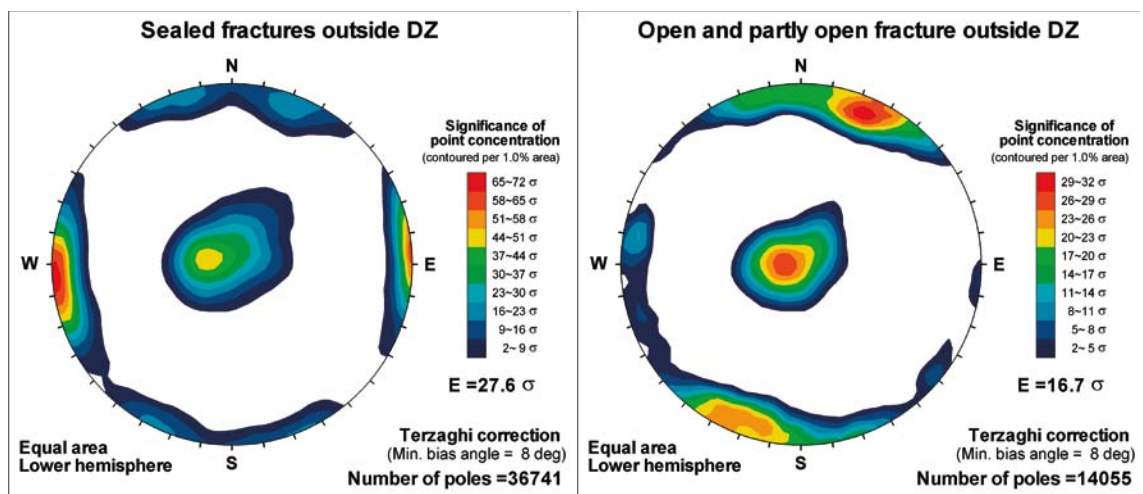 Sealed fractures outside DZ
N
Significance of
point concentration
(contoured per 1.0% area)
65~72 σ
58~65 σ
51~58 σ
44~51 σ
37~44 σ
30~37 σ
23~30 σ
16~23 σ
9~16 σ
2~ 9 σ
W
E
E = 27.6 σ
S
Equal area
Lower hemisphere
Terzaghi correction
(Min. bias angle = 8 deg)
Number of poles =36741
Open and partly open fracture outside DZ
N
Significance of
point concentration
(contoured per 1.0% area)
29~32 σ
26~29 σ
23~26 σ
20~23 σ
17~20 σ
14~17 σ
11~14 σ
8~11 σ
5~ 8 σ
2~ 5 σ
W
E
E = 16.7 σ
S
Equal area
Lower hemisphere
Terzaghi correction
(Min. bias angle = 8 deg)
Number of poles =14055